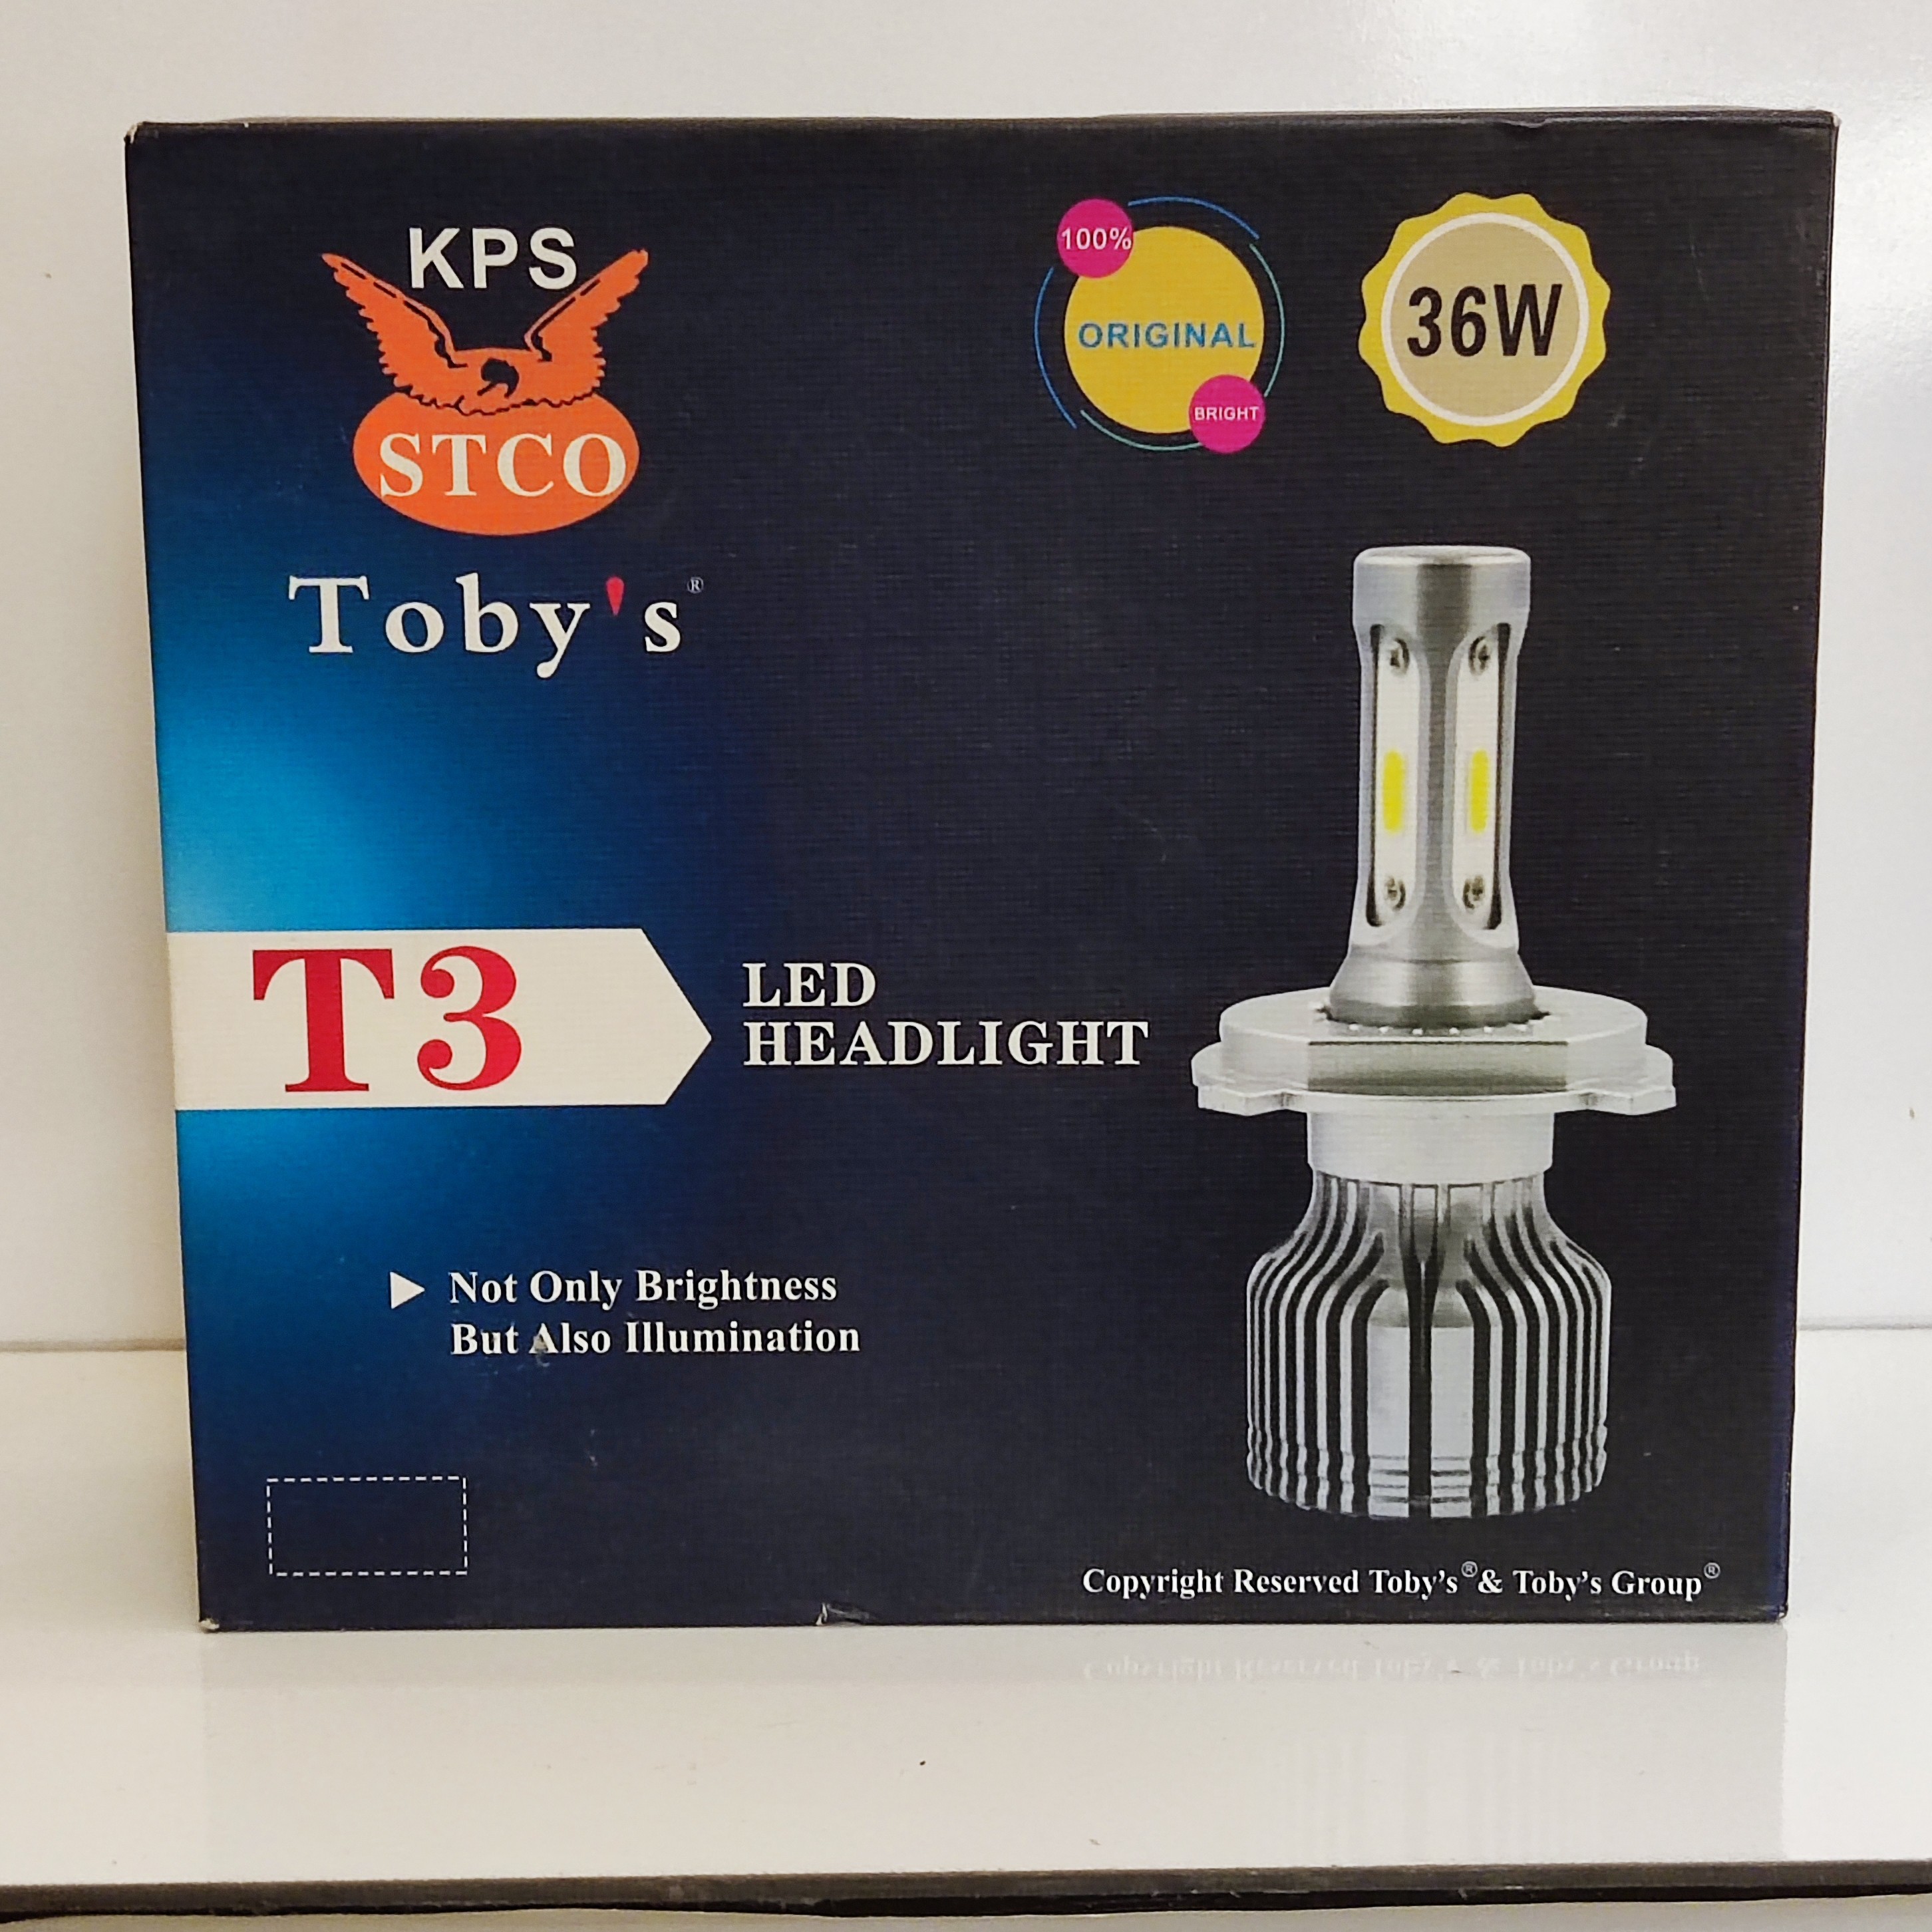 KPS
STCO
Toby's®
100%
ORIGINAL
BRIGHT
36W
T3
LED
HEADLIGHT
Not Only Brightness
But Also Illumination
Copyright Reserved Toby's® & Toby's Group®